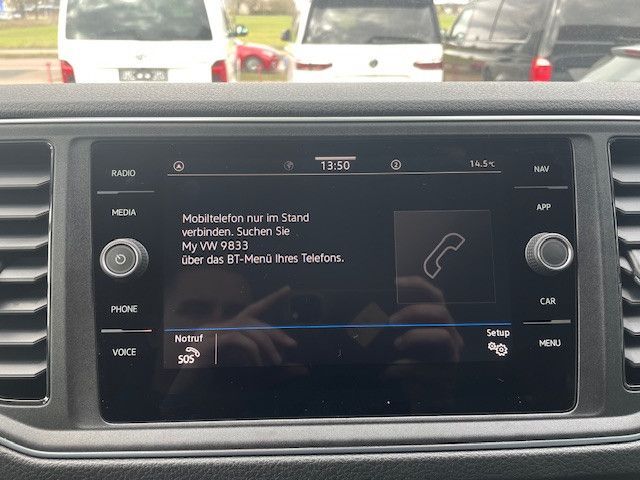 RADIO
MEDIA
PHONE
VOICE
13:50
2
14.5°C
Mobiltelefon nur im Stand
verbinden. Suchen Sie
My VW 9833
über das BT-Menü Ihres Telefons.
Notruf
SOS
Setup
NAV
APP
CAR
MENU